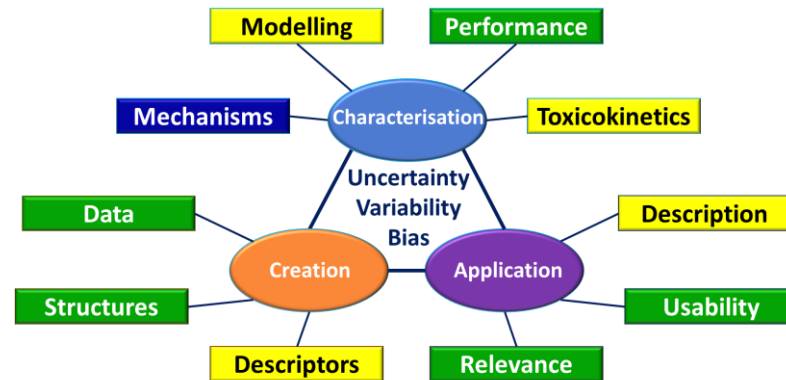 Modelling
Performance
Mechanisms
Characterisation
Toxicokinetics
Uncertainty
Variability
Bias
Data
Description
Creation
Application
Structures
Usability
Descriptors
Relevance